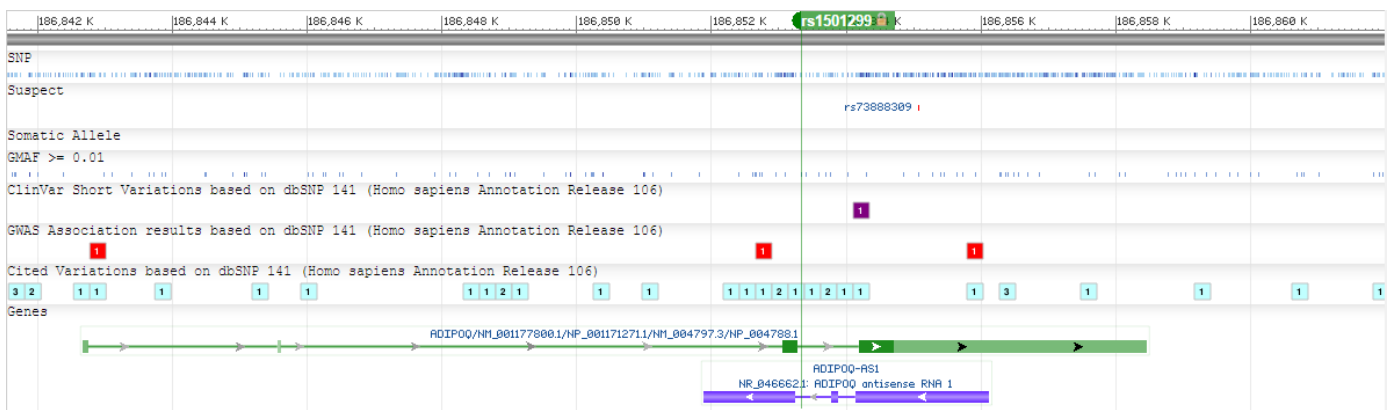 186,842 K 186,844 K 186,846 K 186,848 K 186,850 K 186,852 K rs1501299 K 186,856 K 186,858 K 186,860 K
SNP
Suspect
rs73888309
Somatic Allele
GMAF >= 0.01
ClinVar Short Variations based on dbSNP 141 (Homo sapiens Annotation Release 106)
1
GWAS Association results based on dbSNP 141 (Homo sapiens Annotation Release 106)
1 1 1
Cited Variations based on dbSNP 141 (Homo sapiens Annotation Release 106)
3 2 1 1 1 1 1 1 1 2 1 1 1 1 1 2 1 1 2 1 1 1 3 1 1 1 1
Genes
ADIPOQ/NM_001177800.1/NP_001171271.1/NM_004797.3/NP_004788.1
ADIPOQ-AS1
NR_046662.1: ADIPOQ antisense RNA 1